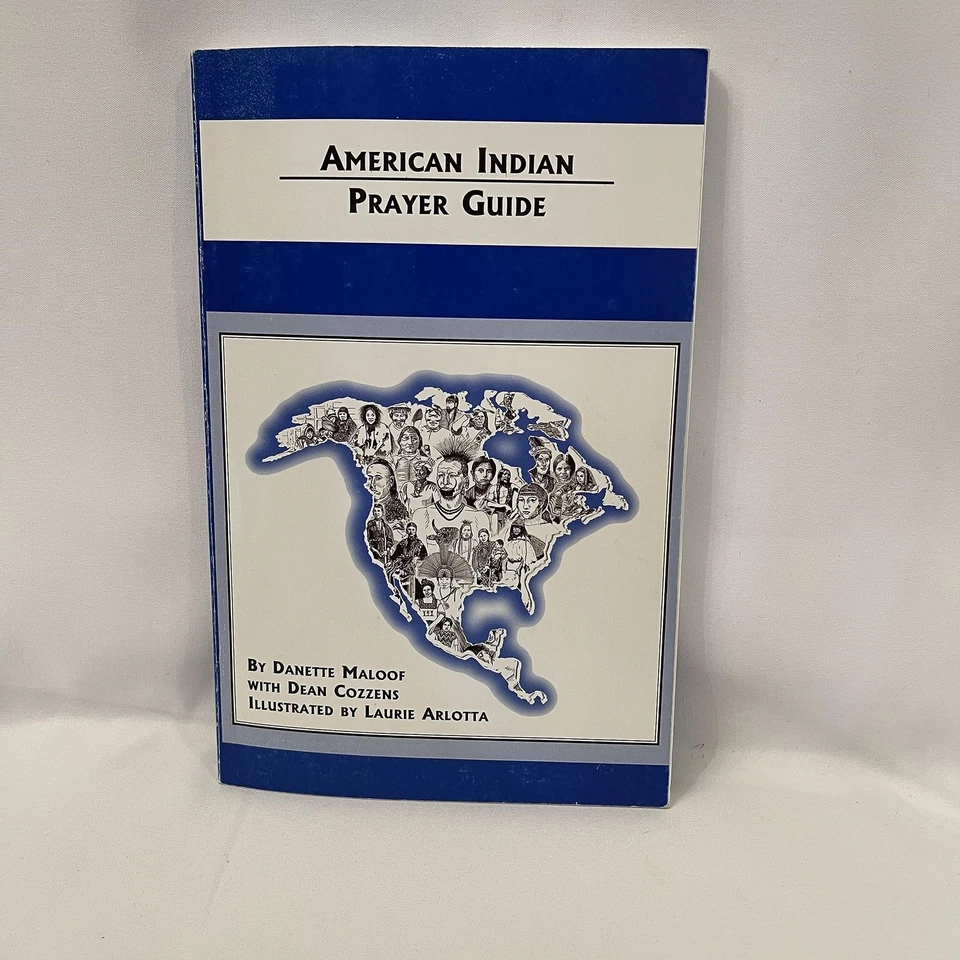 AMERICAN INDIAN
PRAYER GUIDE
BY DANETTE MALOOF
WITH DEAN COZZENS
ILLUSTRATED BY LAURIE ARLOTTA